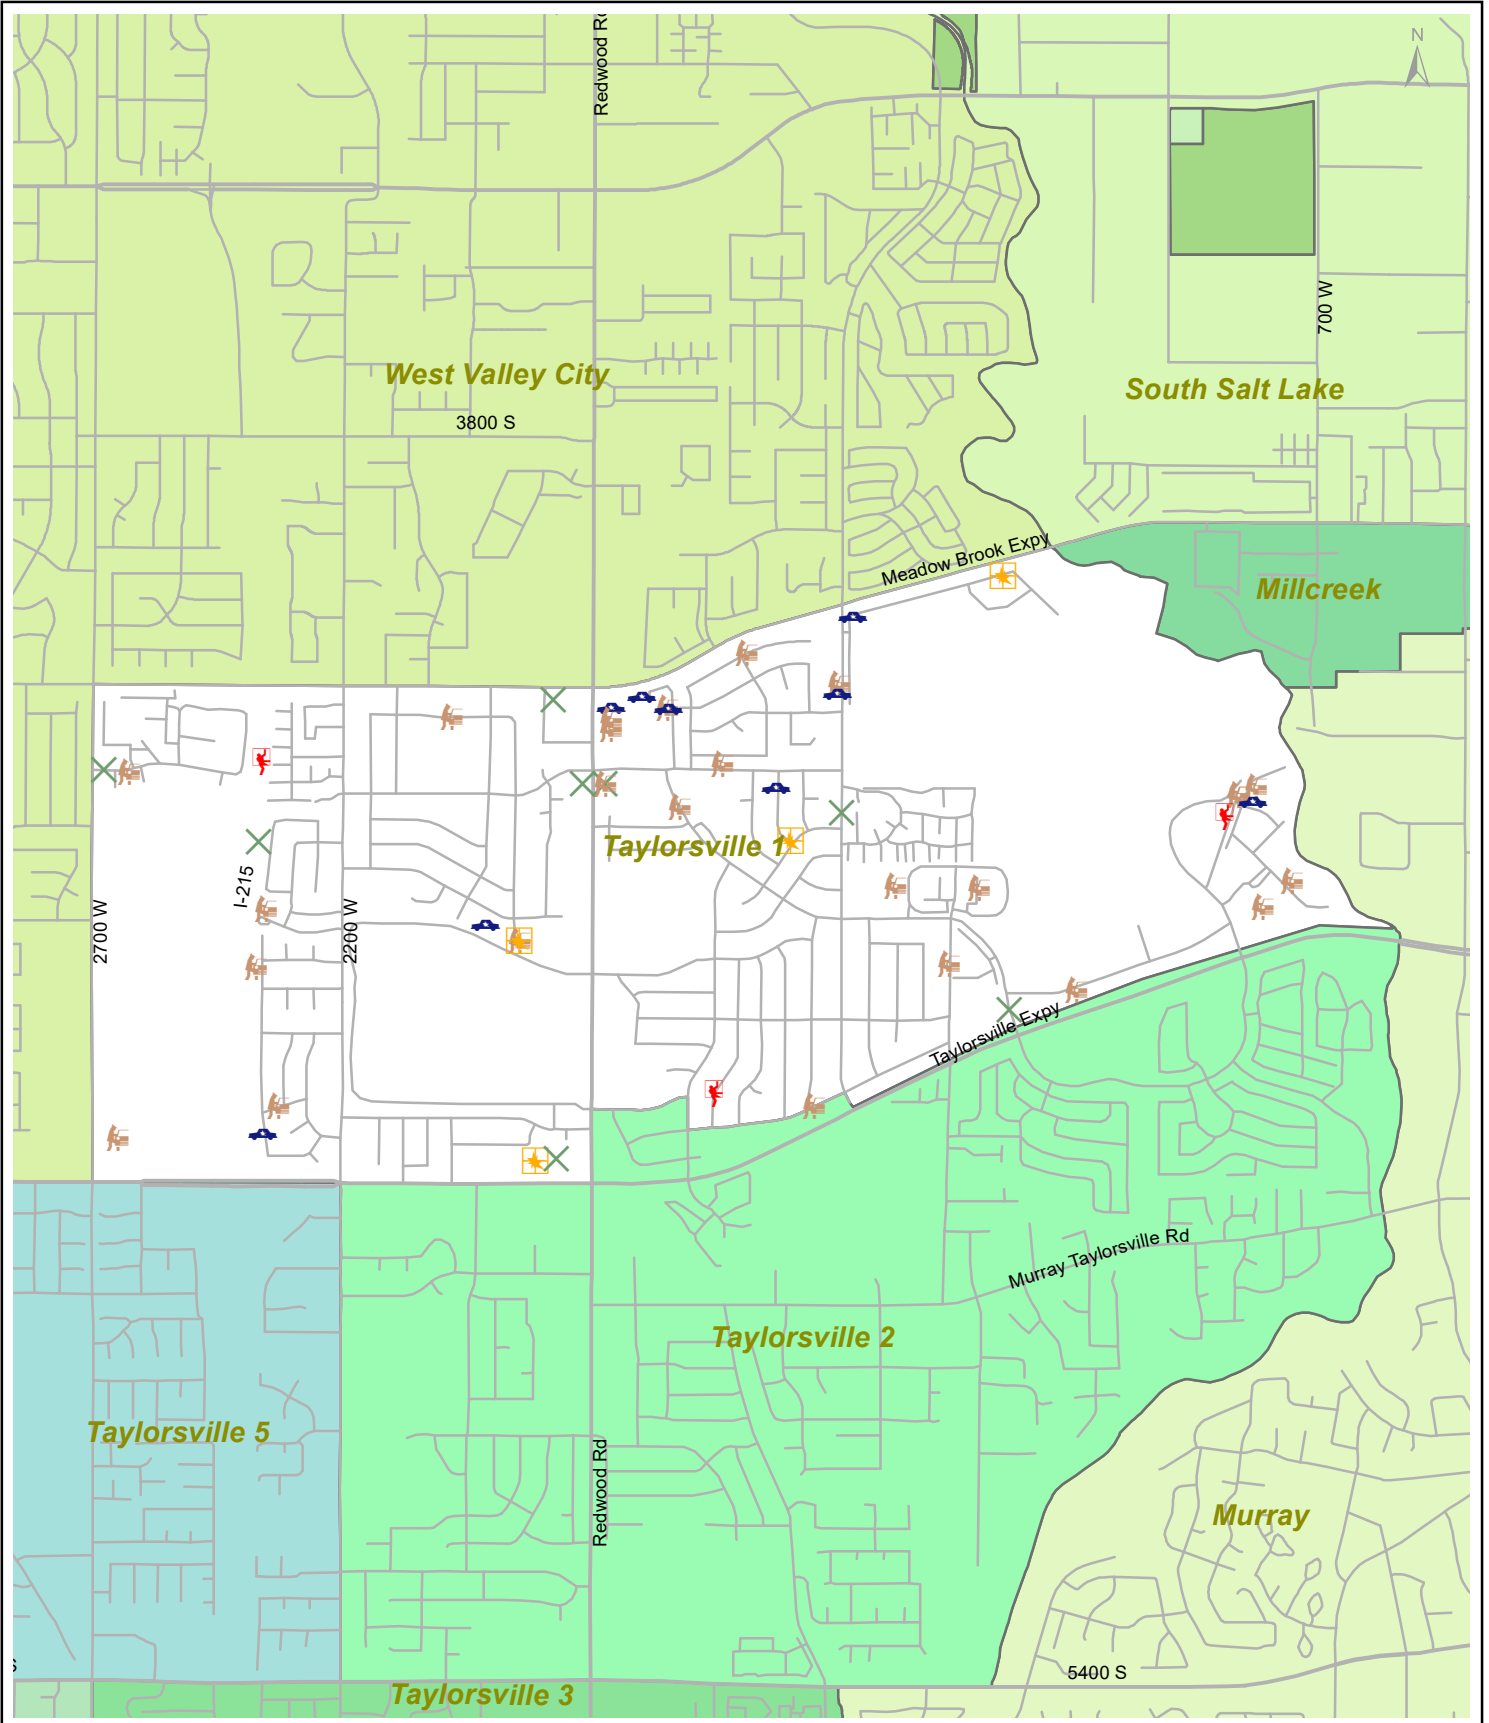 Redwood Rd
N
700 W
West Valley City
South Salt Lake
3800 S
Meadow Brook Expy
Millcreek
Taylorsville 1
I-215
2700 W
2200 W
Taylorsville Expy
Murray Taylorsville Rd
Taylorsville 2
Taylorsville 5
Redwood Rd
Murray
5400 S
Taylorsville 3